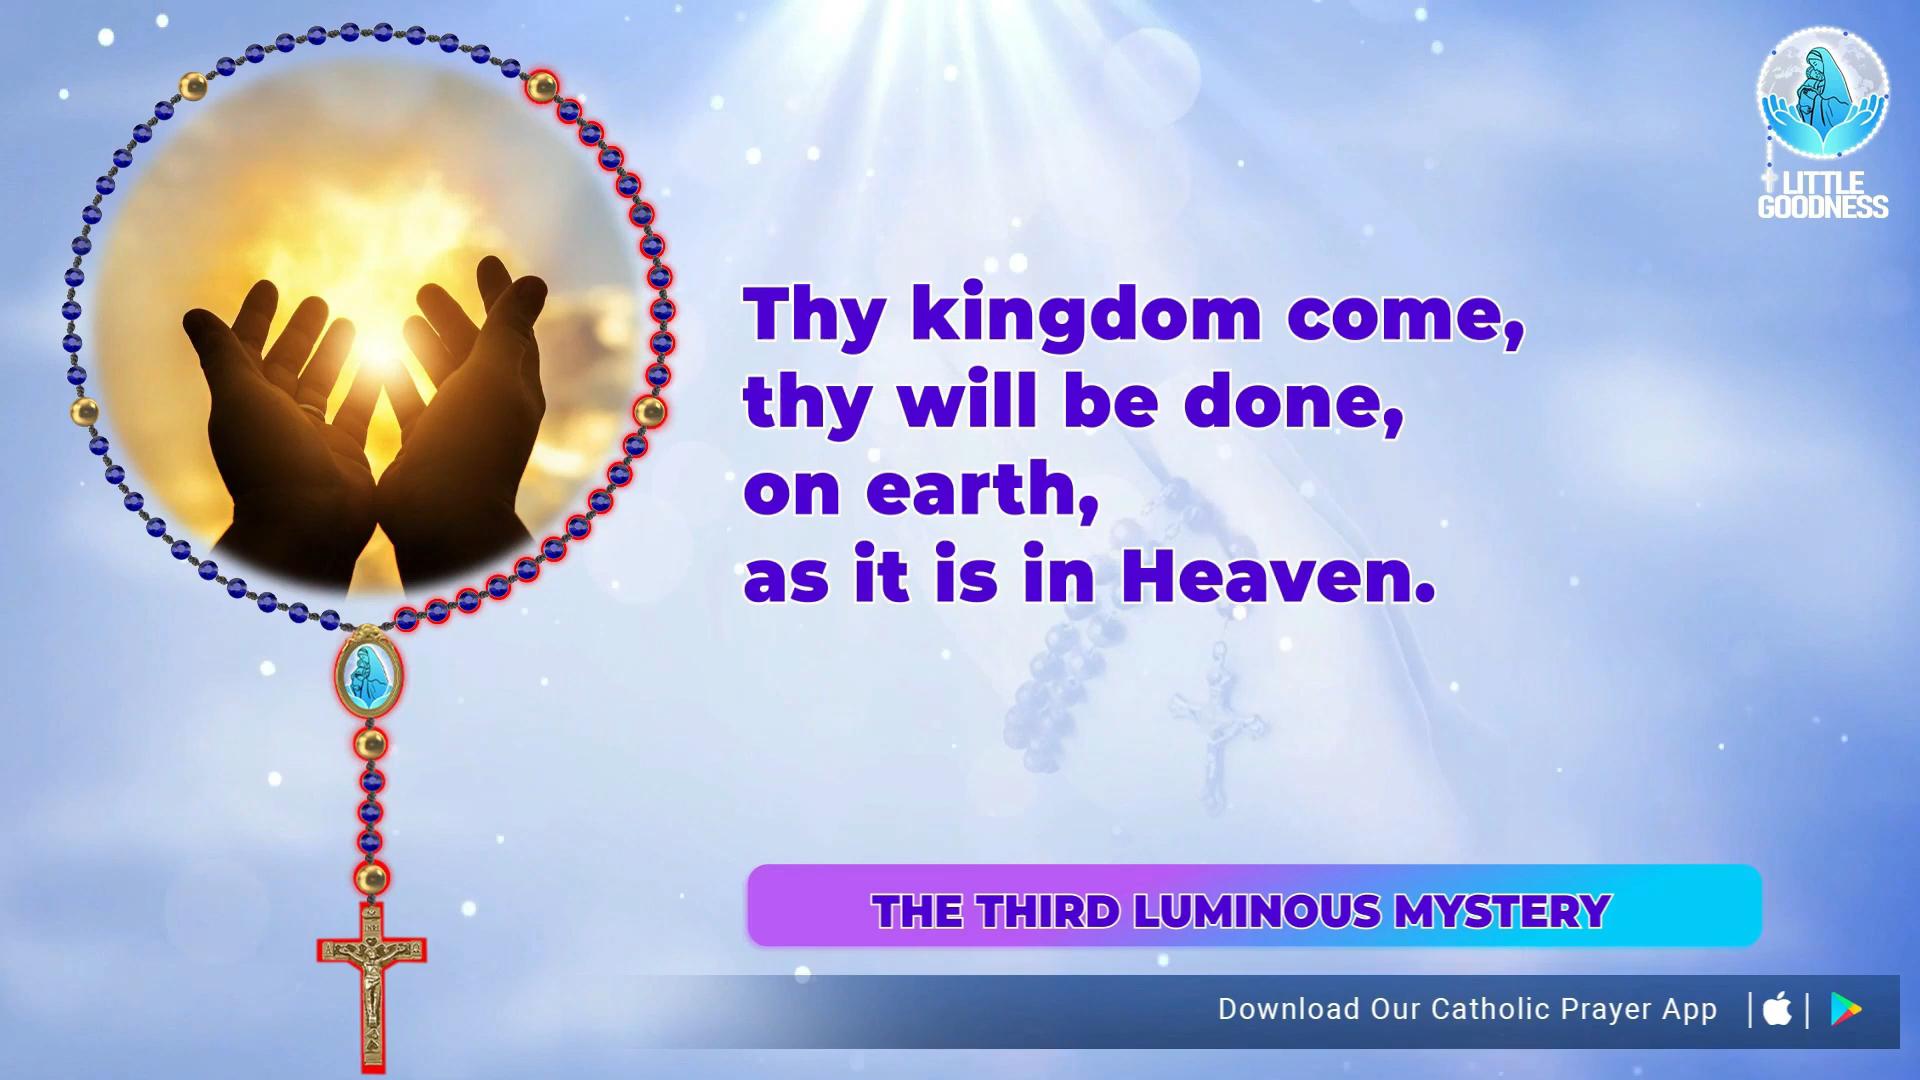 LITTLE
GOODNESS
Thy kingdom come,
thy will be done,
on earth,
as it is in Heaven.
THE THIRD LUMINOUS MYSTERY
INRI
Download Our Catholic Prayer App